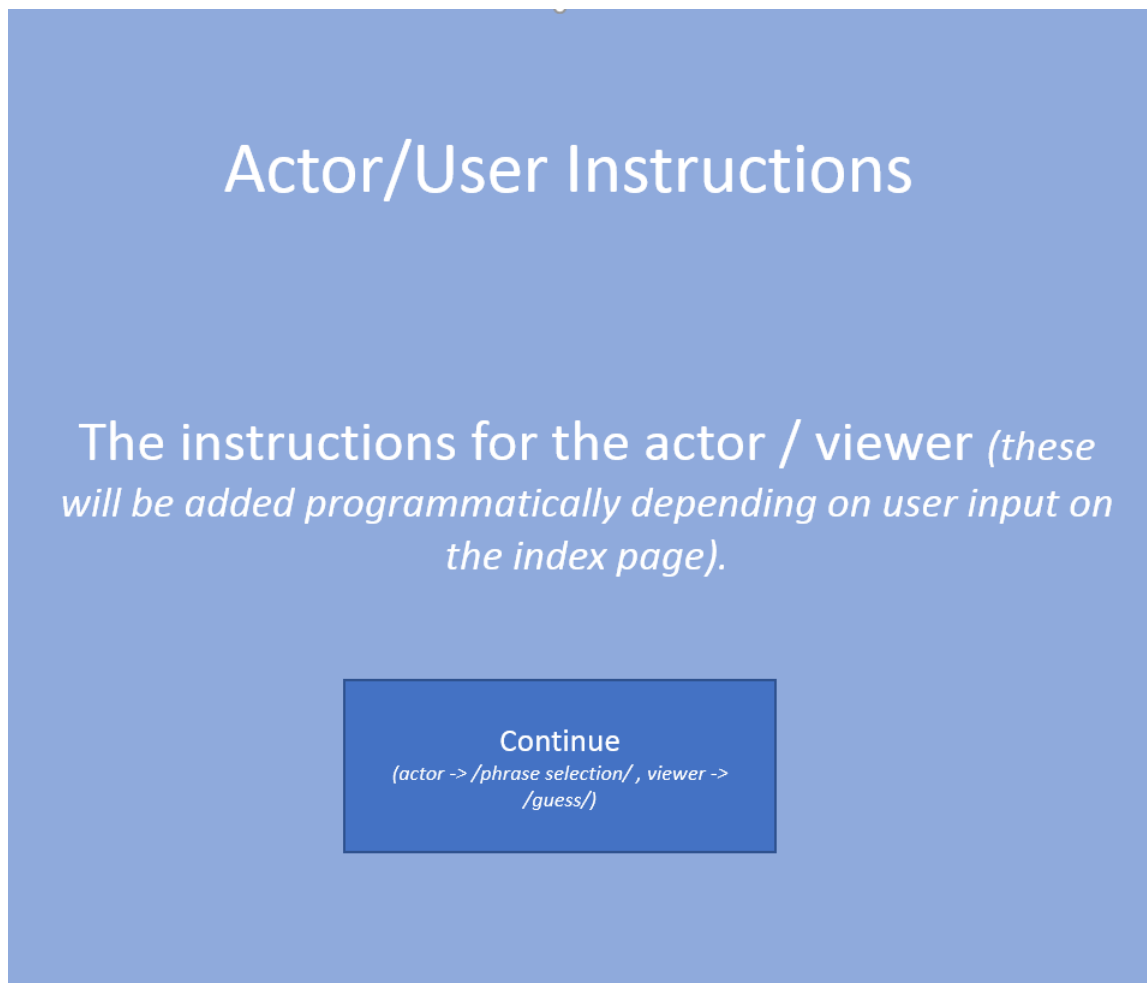 Actor/User Instructions
The instructions for the actor / viewer (these
will be added programmatically depending on user input on
the index page).
Continue
(actor -> /phrase selection/ , viewer ->
/guess/)